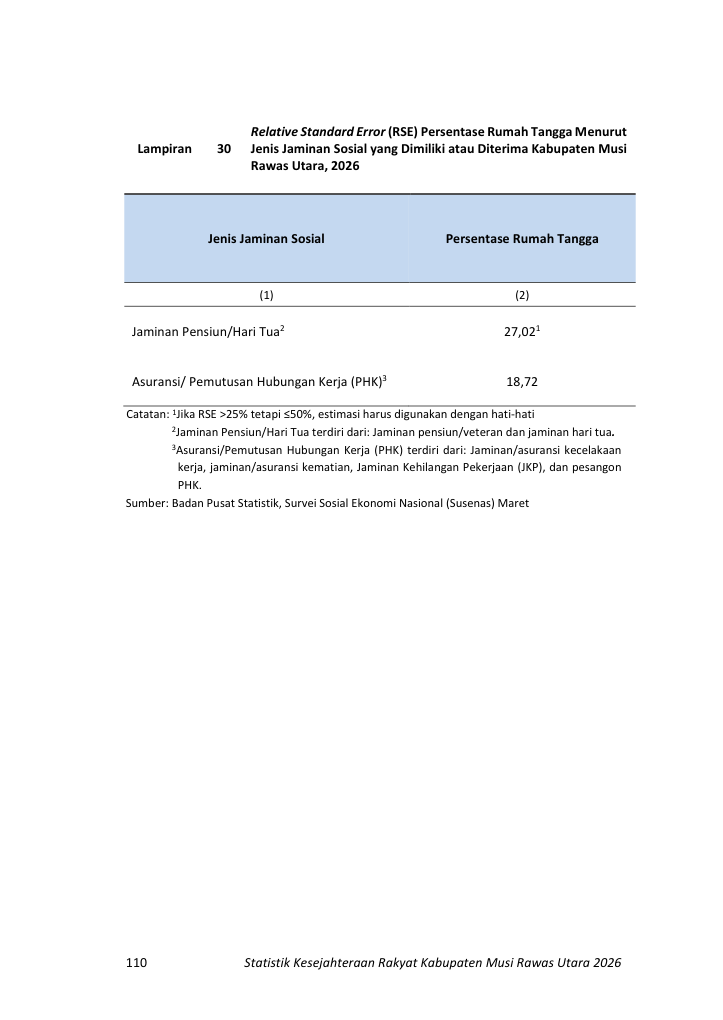 Lampiran 30 Relative Standard Error (RSE) Persentase Rumah Tangga Menurut
Jenis Jaminan Sosial yang Dimiliki atau Diterima Kabupaten Musi
Rawas Utara, 2026
Jenis Jaminan Sosial Persentase Rumah Tangga
(1) (2)
Jaminan Pensiun/Hari Tua² 27,02¹
Asuransi/ Pemutusan Hubungan Kerja (PHK)³ 18,72
Catatan: ¹Jika RSE >25% tetapi ≤50%, estimasi harus digunakan dengan hati-hati
²Jaminan Pensiun/Hari Tua terdiri dari: Jaminan pensiun/veteran dan jaminan hari tua.
³Asuransi/Pemutusan Hubungan Kerja (PHK) terdiri dari: Jaminan/asuransi kecelakaan
kerja, jaminan/asuransi kematian, Jaminan Kehilangan Pekerjaan (JKP), dan pesangon
PHK.
Sumber: Badan Pusat Statistik, Survei Sosial Ekonomi Nasional (Susenas) Maret
110 Statistik Kesejahteraan Rakyat Kabupaten Musi Rawas Utara 2026